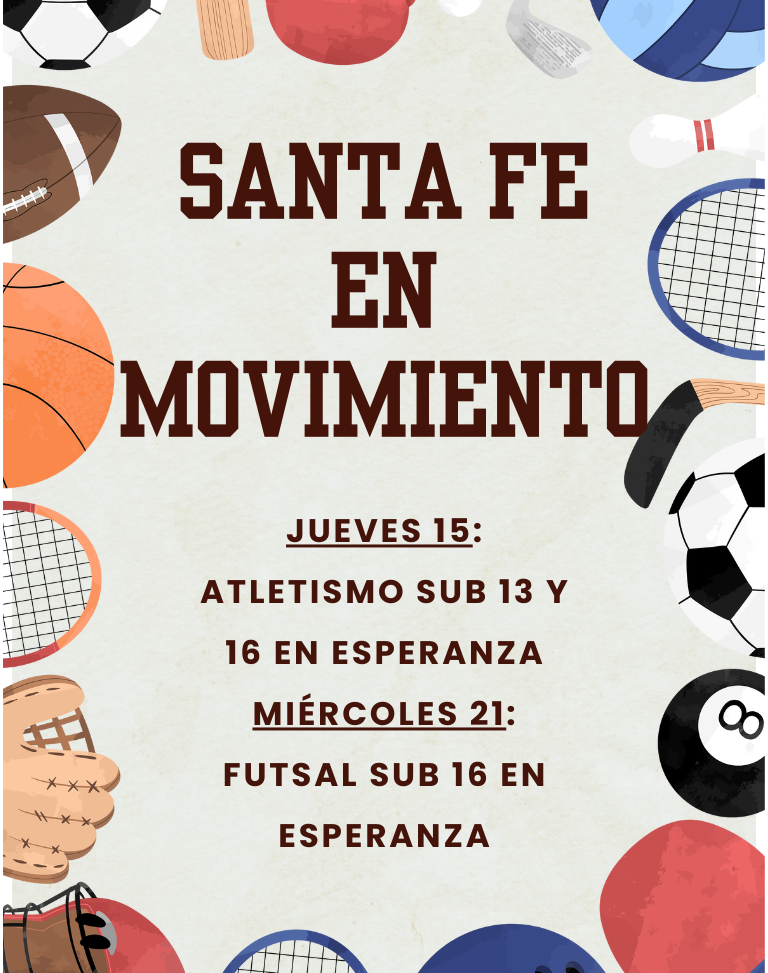 SANTA FE
EN
MOVIMIENTO
JUEVES 15:
ATLETISMO SUB 13 Y
16 EN ESPERANZA
MIÉRCOLES 21:
FUTSAL SUB 16 EN
ESPERANZA
8